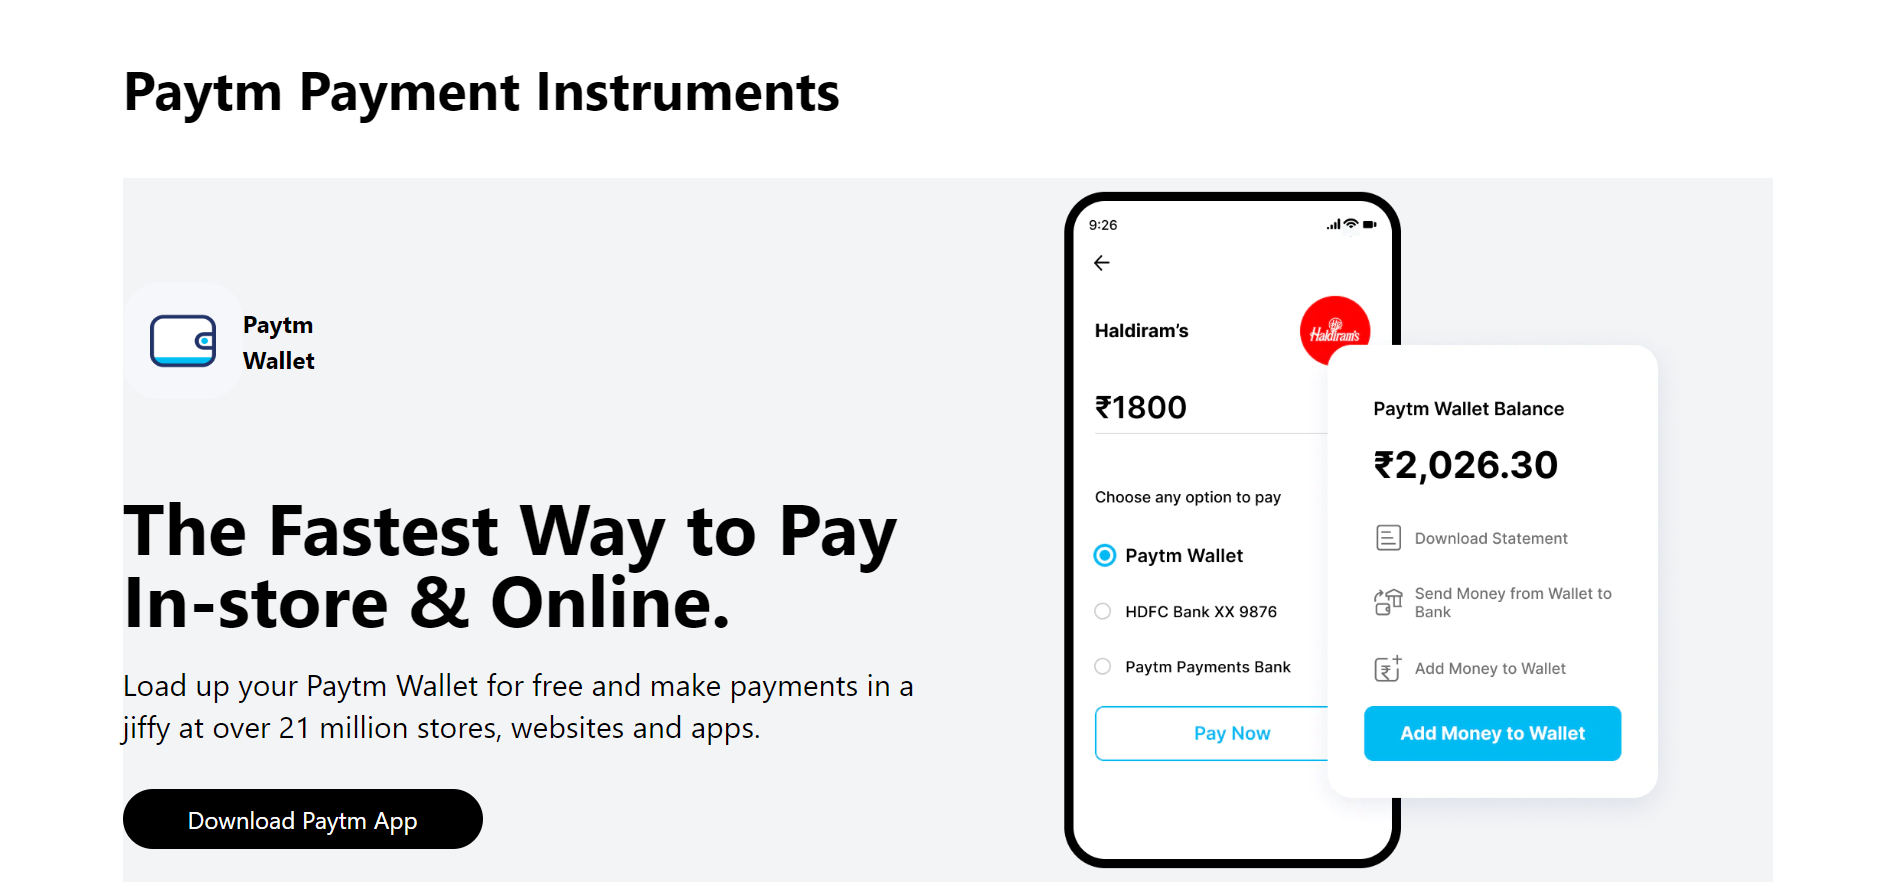 Paytm Payment Instruments
Paytm
Wallet
The Fastest Way to Pay
In-store & Online.
Load up your Paytm Wallet for free and make payments in a
jiffy at over 21 million stores, websites and apps.
Download Paytm App
9:26
Haldiram's
Haldiram's
₹1800
Choose any option to pay
Paytm Wallet
HDFC Bank XX 9876
Paytm Payments Bank
Pay Now
Paytm Wallet Balance
₹2,026.30
Download Statement
Send Money from Wallet to
Bank
Add Money to Wallet
Add Money to Wallet